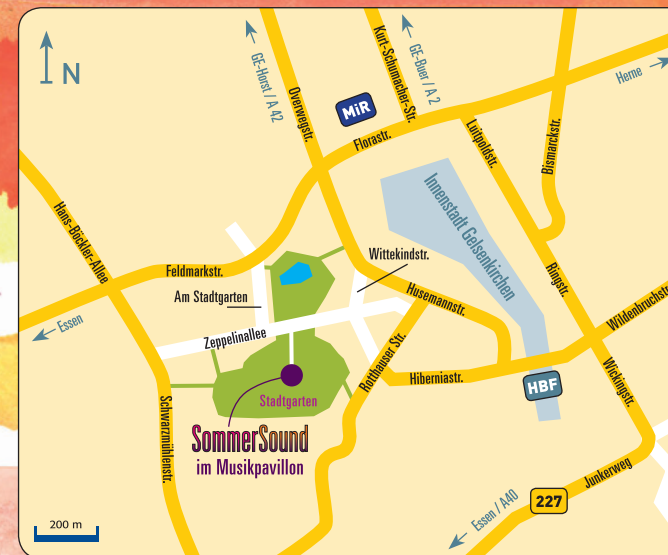 N
GE-Horst / A 42
Overwegstr.
Kurt-Schumacher-Str.
GE-Buer / A 2
Herne
MiR
Florastr.
Luitpoldstr.
Bismarckstr.
Innenstadt Gelsenkirchen
Hans-Böckler-Allee
Feldmarkstr.
Wittekindstr.
Am Stadtgarten
Husemannstr.
Ringstr.
Wildenbruchstr
Essen
Zeppelinallee
Rotthauser Str.
Hiberniastr.
HBF
Wickingstr.
Stadtgarten
Schwarzmühlenstr.
SommerSound
im Musikpavillon
Junkerweg
227
Essen / A40
200 m